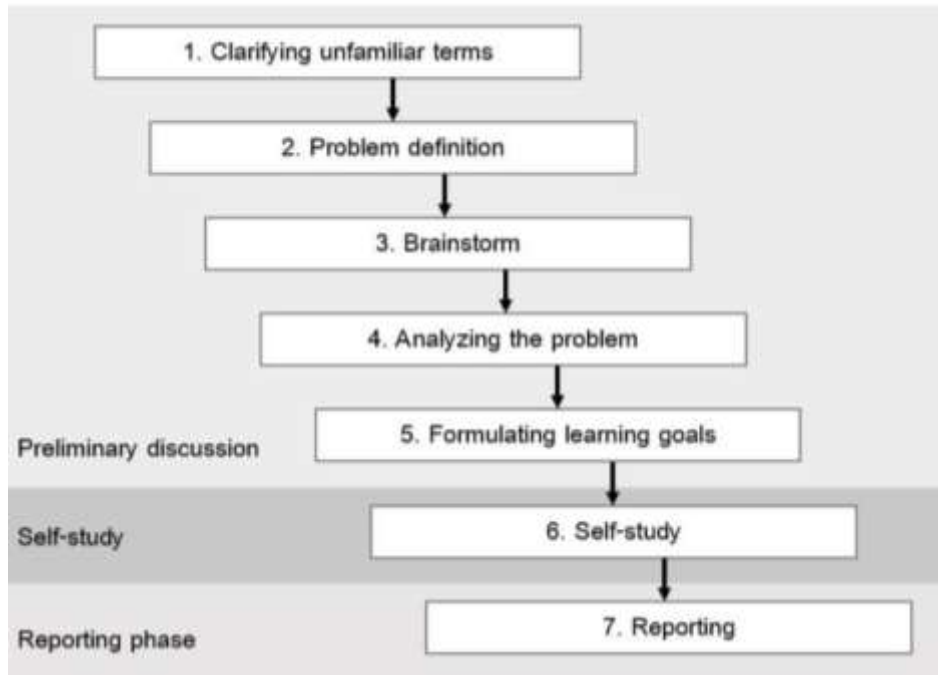 1. Clarifying unfamiliar terms
2. Problem definition
3. Brainstorm
4. Analyzing the problem
5. Formulating learning goals
Preliminary discussion
6. Self-study
Self-study
7. Reporting
Reporting phase